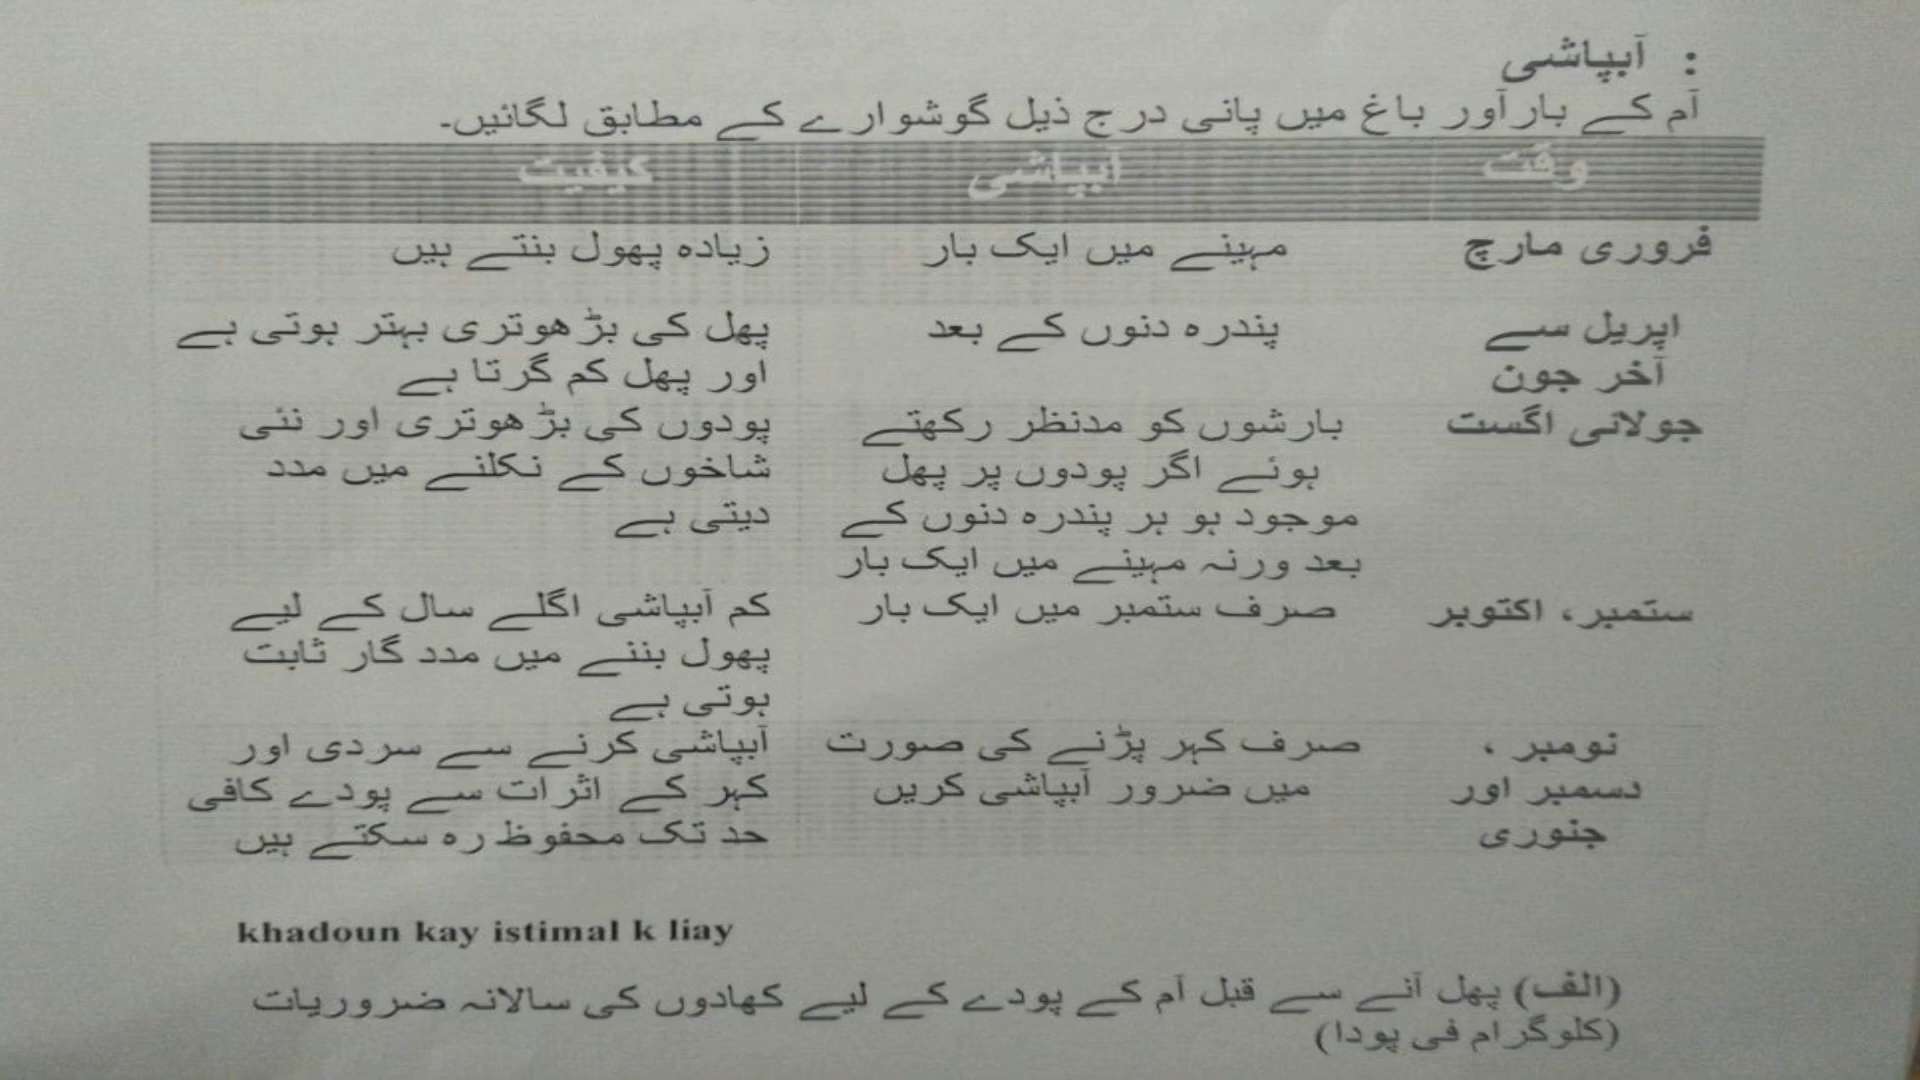 : آبپاشی
آم کے بارآور باغ میں پانی درج ذیل گوشوارے کے مطابق لگائیں۔
وقت آبپاشی کیفیت
فروری مارچ مہینے میں ایک بار زیادہ پھول بنتے ہیں
اپریل سے پندرہ دنوں کے بعد پھل کی بڑھوتری بہتر ہوتی ہے
آخر جون اور پھل کم گرتا ہے
جولائی اگست بارشوں کو مدنظر رکھتے پودوں کی بڑھوتری اور نئی
ہوئے اگر پودوں پر پھل شاخوں کے نکلنے میں مدد
موجود ہو ہر پندرہ دنوں کے دیتی ہے
بعد ورنہ مہینے میں ایک بار
ستمبر، اکتوبر صرف ستمبر میں ایک بار کم آبپاشی اگلے سال کے لیے
پھول بننے میں مدد گار ثابت
ہوتی ہے
نومبر ، صرف کہر پڑنے کی صورت آبپاشی کرنے سے سردی اور
دسمبر اور میں ضرور آبپاشی کریں کہر کے اثرات سے پودے کافی
جنوری حد تک محفوظ رہ سکتے ہیں
khadoun kay istimal k liay
(الف) پھل آنے سے قبل آم کے پودے کے لیے کھادوں کی سالانہ ضروریات
(کلوگرام فی پودا)